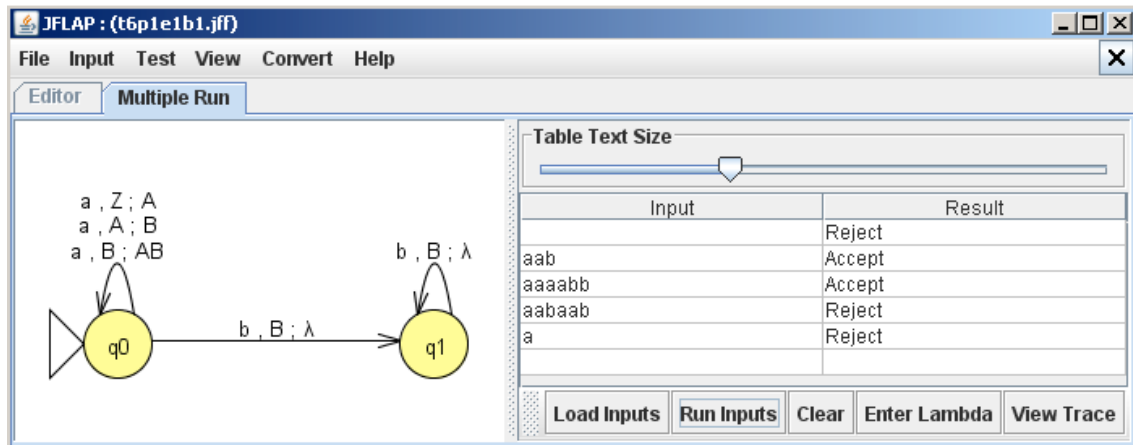 JFLAP : (t6p1e1b1.jff)
File Input Test View Convert Help
Editor Multiple Run
a , Z ; A
a , A ; B
a , B ; AB
b , B ; λ
b , B ; λ
q0
q1
Table Text Size
Input Result
Reject
aab Accept
aaaabb Accept
aabaab Reject
a Reject
Load Inputs Run Inputs Clear Enter Lambda View Trace